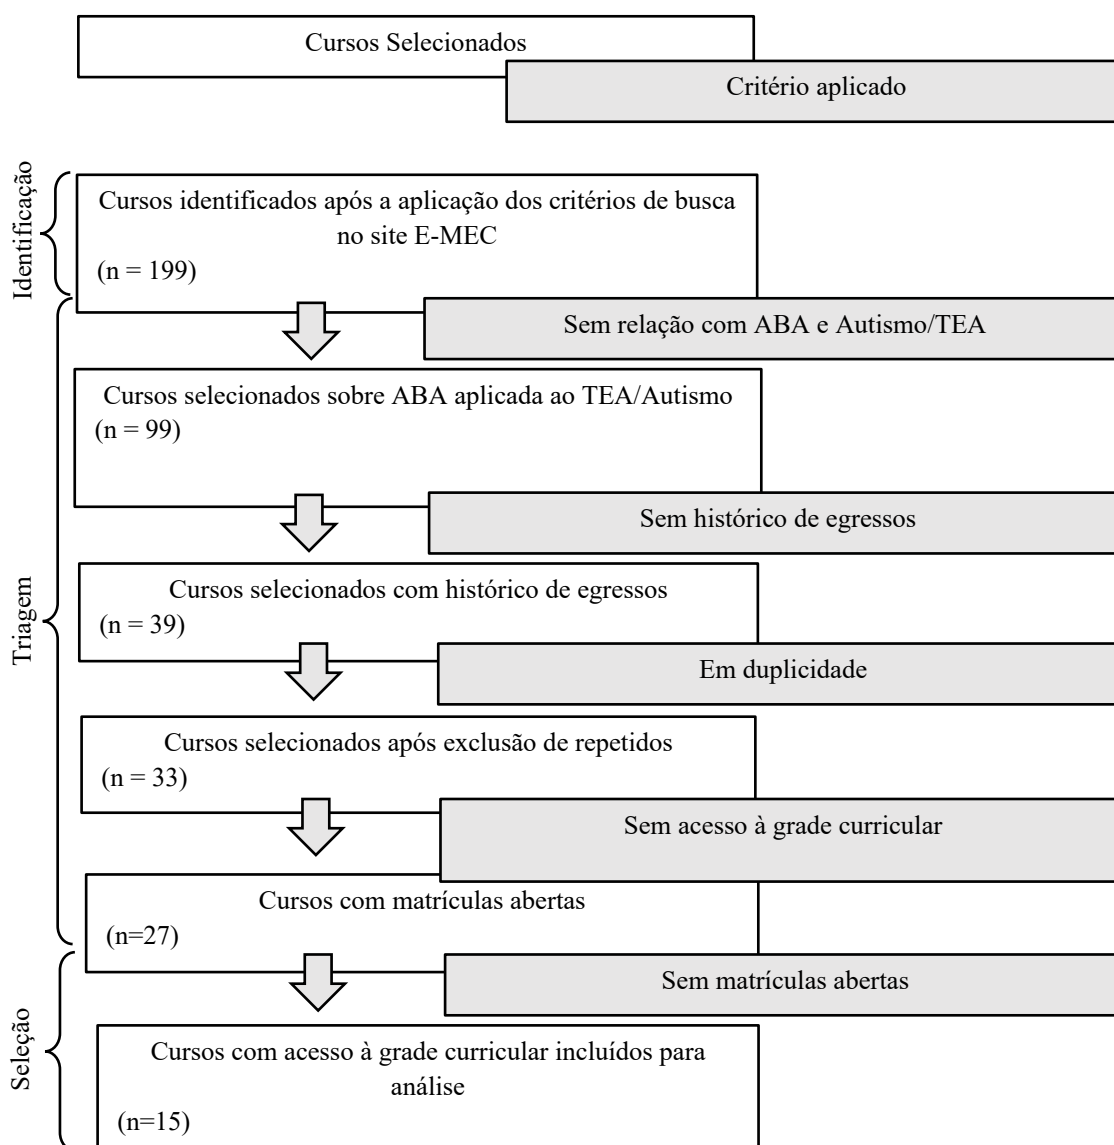 Cursos Selecionados
Critério aplicado
Identificação
Cursos identificados após a aplicação dos critérios de busca
no site E-MEC
(n = 199)
Sem relação com ABA e Autismo/TEA
Triagem
Cursos selecionados sobre ABA aplicada ao TEA/Autismo
(n = 99)
Sem histórico de egressos
Cursos selecionados com histórico de egressos
(n = 39)
Em duplicidade
Cursos selecionados após exclusão de repetidos
(n = 33)
Sem acesso à grade curricular
Cursos com matrículas abertas
(n=27)
Sem matrículas abertas
Seleção
Cursos com acesso à grade curricular incluídos para
análise
(n=15)